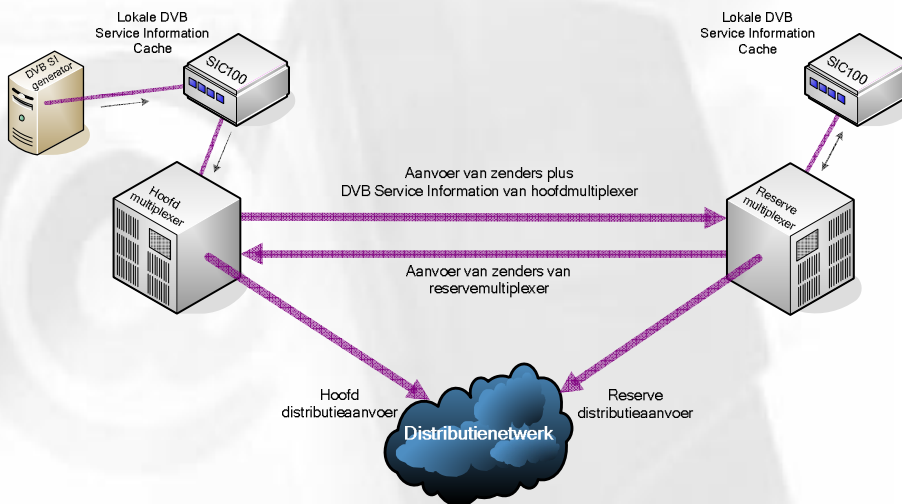 Lokale DVB
Service Information
Cache
Lokale DVB
Service Information
Cache
DVB SI
generator
SIC100
SIC100
Hoofd
multiplexer
Aanvoer van zenders plus
DVB Service Information van hoofdmultiplexer
Reserve
multiplexer
Aanvoer van zenders van
reservemultiplexer
Hoofd
distributieaanvoer
Reserve
distributieaanvoer
Distributienetwerk